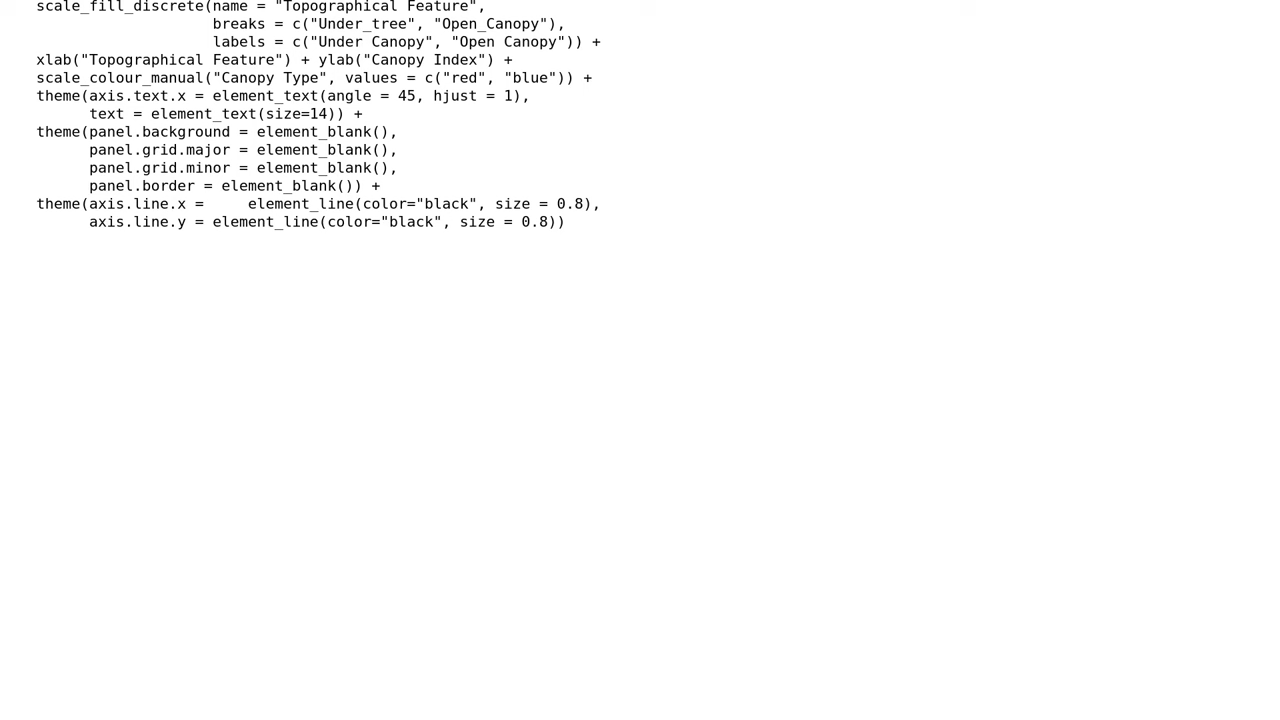 scale_fill_discrete(name = "Topographical Feature",
                    breaks = c("Under_tree", "Open_Canopy"),
                    labels = c("Under Canopy", "Open Canopy")) +
xlab("Topographical Feature") + ylab("Canopy Index") +
scale_colour_manual("Canopy Type", values = c("red", "blue")) +
theme(axis.text.x = element_text(angle = 45, hjust = 1),
      text = element_text(size=14)) +
theme(panel.background = element_blank(),
      panel.grid.major = element_blank(),
      panel.grid.minor = element_blank(),
      panel.border = element_blank()) +
theme(axis.line.x =     element_line(color="black", size = 0.8),
      axis.line.y = element_line(color="black", size = 0.8))